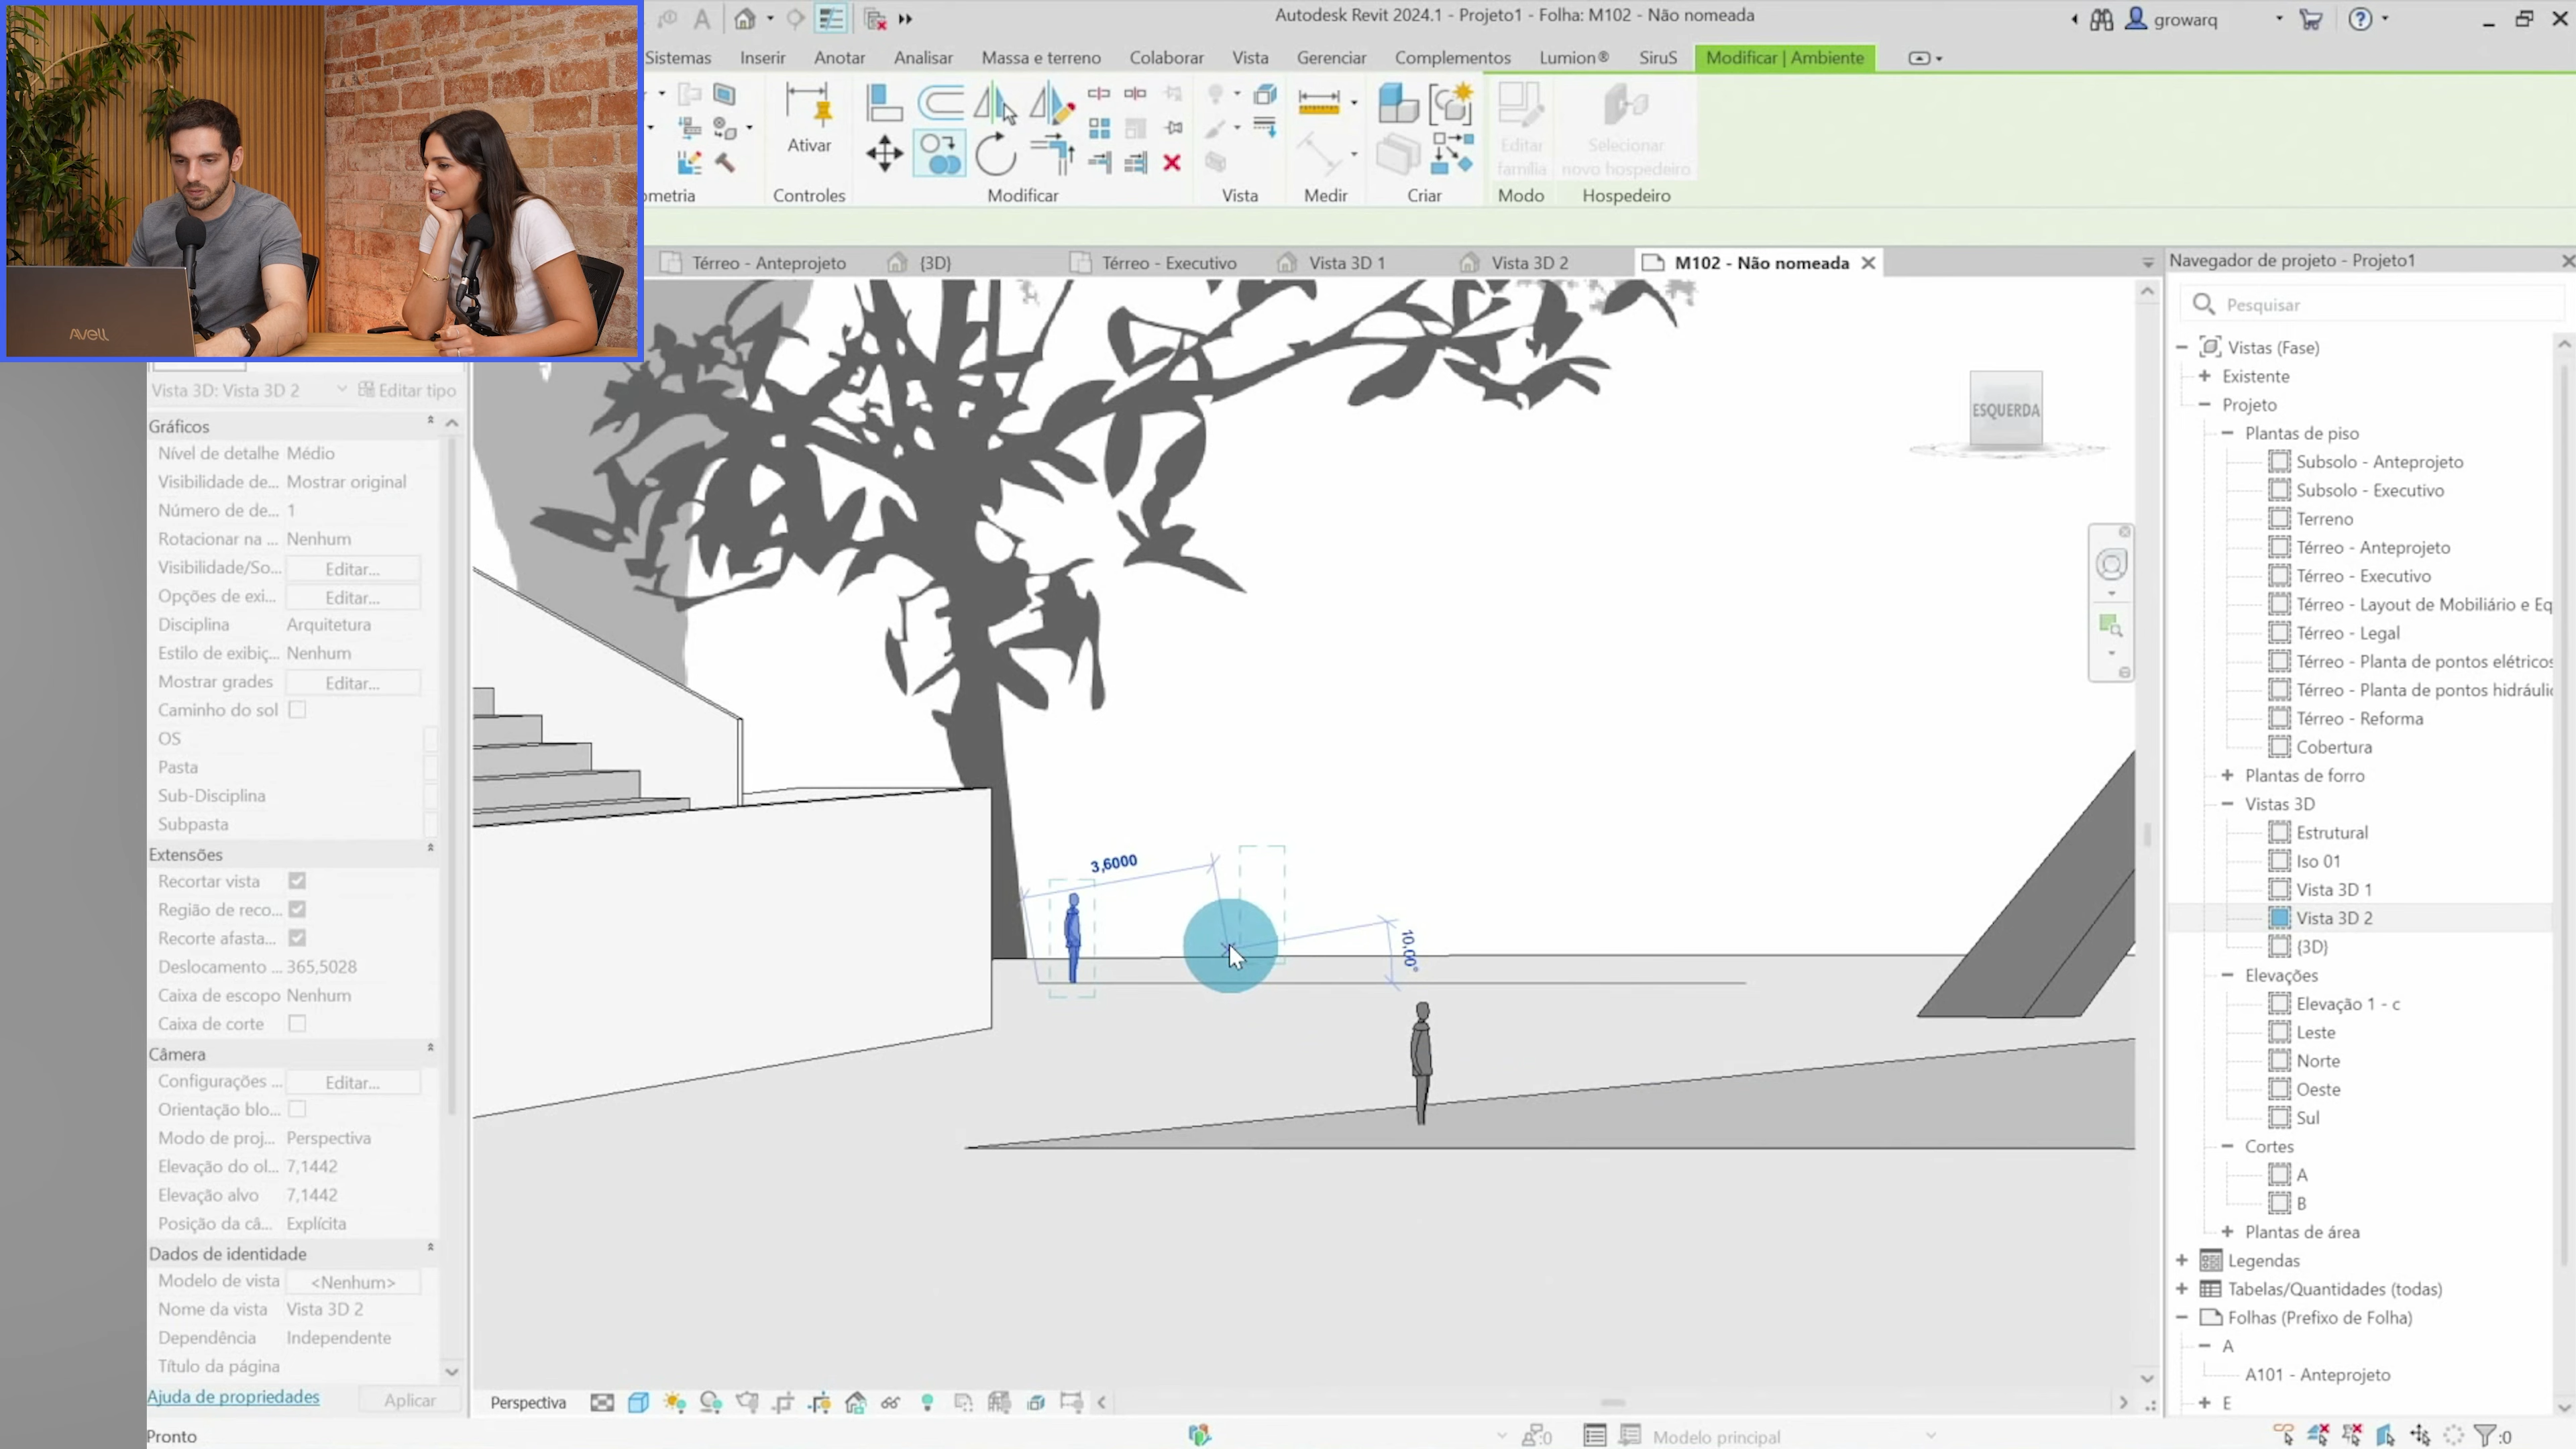 Autodesk Revit 2024.1 - Projeto1 - Folha: M102 - Não nomeada
growarq
Sistemas Inserir Anotar Analisar Massa e terreno Colaborar Vista Gerenciar Complementos Lumion® SiruS Modificar | Ambiente
Ativar
Editar família
Selecionar novo hospedeiro
ometria Controles Modificar Vista Medir Criar Modo Hospedeiro
Térreo - Anteprojeto {3D} Térreo - Executivo Vista 3D 1 Vista 3D 2 M102 - Não nomeada
Avell
Vista 3D: Vista 3D 2 Editar tipo
Gráficos
Nível de detalhe Médio
Visibilidade de... Mostrar original
Número de de... 1
Rotacionar na ... Nenhum
Visibilidade/So... Editar...
Opções de exi... Editar...
Disciplina Arquitetura
Estilo de exibiç... Nenhum
Mostrar grades Editar...
Caminho do sol
OS
Pasta
Sub-Disciplina
Subpasta
Extensões
Recortar vista
Região de reco...
Recorte afasta...
Deslocamento ... 365,5028
Caixa de escopo Nenhum
Caixa de corte
Câmera
Configurações ... Editar...
Orientação blo...
Modo de proj... Perspectiva
Elevação do ol... 7,1442
Elevação alvo 7,1442
Posição da câ... Explícita
Dados de identidade
Modelo de vista <Nenhum>
Nome da vista Vista 3D 2
Dependência Independente
Título da página
Ajuda de propriedades Aplicar
Pronto
ESQUERDA
3,6000
10,00°
Perspectiva
:0
Modelo principal
Navegador de projeto - Projeto1
Pesquisar
Vistas (Fase)
Existente
Projeto
Plantas de piso
Subsolo - Anteprojeto
Subsolo - Executivo
Terreno
Térreo - Anteprojeto
Térreo - Executivo
Térreo - Layout de Mobiliário e Eq
Térreo - Legal
Térreo - Planta de pontos elétricos
Térreo - Planta de pontos hidráulic
Térreo - Reforma
Cobertura
Plantas de forro
Vistas 3D
Estrutural
Iso 01
Vista 3D 1
Vista 3D 2
{3D}
Elevações
Elevação 1 - c
Leste
Norte
Oeste
Sul
Cortes
A
B
Plantas de área
Legendas
Tabelas/Quantidades (todas)
Folhas (Prefixo de Folha)
A
A101 - Anteprojeto
E
:0